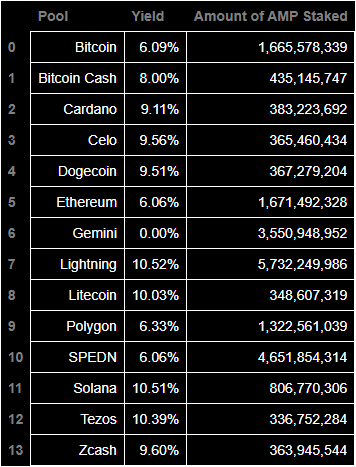 Pool Yield Amount of AMP Staked
0 Bitcoin 6.09% 1,665,578,339
1 Bitcoin Cash 8.00% 435,145,747
2 Cardano 9.11% 383,223,692
3 Celo 9.56% 365,460,434
4 Dogecoin 9.51% 367,279,204
5 Ethereum 6.06% 1,671,492,328
6 Gemini 0.00% 3,550,948,952
7 Lightning 10.52% 5,732,249,986
8 Litecoin 10.03% 348,607,319
9 Polygon 6.33% 1,322,561,039
10 SPEDN 6.06% 4,651,854,314
11 Solana 10.51% 806,770,306
12 Tezos 10.39% 336,752,284
13 Zcash 9.60% 363,945,544